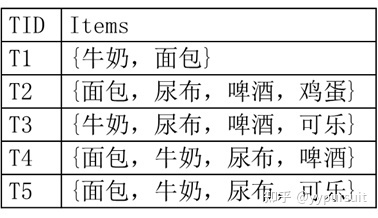 TID Items
T1 {牛奶，面包}
T2 {面包，尿布，啤酒，鸡蛋}
T3 {牛奶，尿布，啤酒，可乐}
T4 {面包，牛奶，尿布，啤酒}
T5 {面包，牛奶，尿布，可乐}